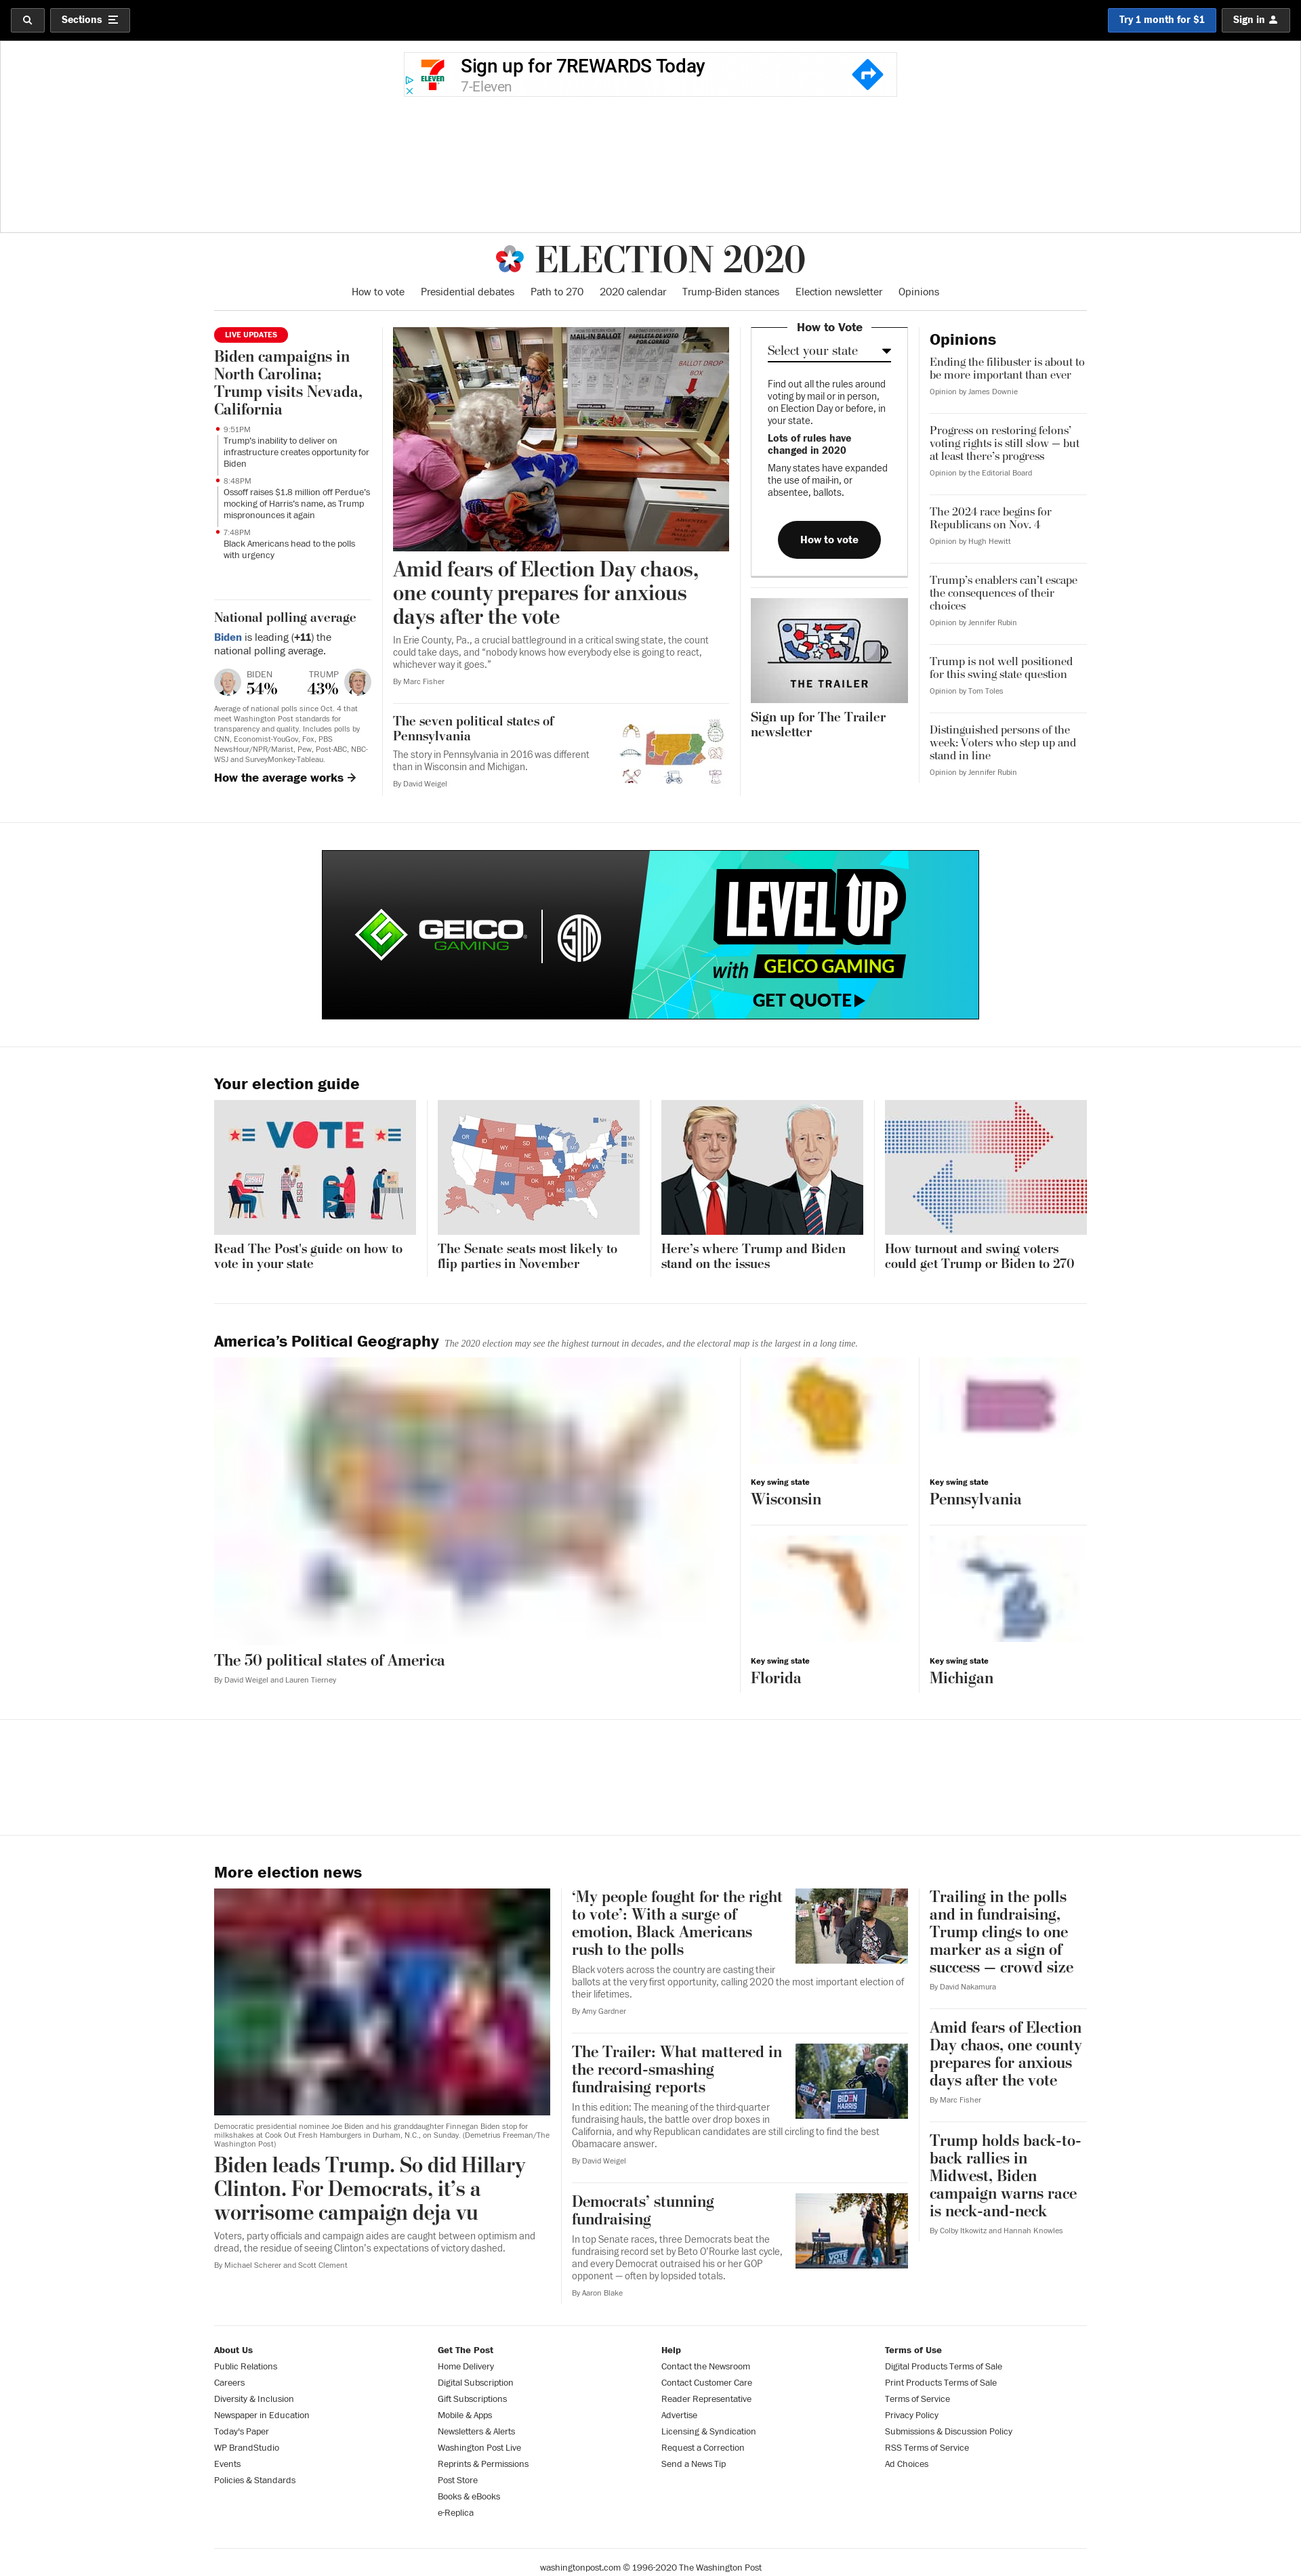 Sections
Try 1 month for $1
Sign in
7
ELEVEN
Sign up for 7REWARDS Today
7-Eleven
ELECTION 2020
How to vote
Presidential debates
Path to 270
2020 calendar
Trump-Biden stances
Election newsletter
Opinions
LIVE UPDATES
Biden campaigns in
North Carolina;
Trump visits Nevada,
California
9:51PM
Trump's inability to deliver on
infrastructure creates opportunity for
Biden
8:48PM
Ossoff raises $1.8 million off Perdue's
mocking of Harris's name, as Trump
mispronounces it again
7:48PM
Black Americans head to the polls
with urgency
National polling average
Biden is leading (+11) the
national polling average.
BIDEN
54%
TRUMP
43%
Average of national polls since Oct. 4 that
meet Washington Post standards for
transparency and quality. Includes polls by
CNN, Economist-YouGov, Fox, PBS
NewsHour/NPR/Marist, Pew, Post-ABC, NBC-
WSJ and SurveyMonkey-Tableau.
How the average works
MAIL-IN BALLOT
BALLOT DROP
BOX
Amid fears of Election Day chaos,
one county prepares for anxious
days after the vote
In Erie County, Pa., a crucial battleground in a critical swing state, the count
could take days, and “nobody knows how everybody else is going to react,
whichever way it goes.”
By Marc Fisher
The seven political states of
Pennsylvania
The story in Pennsylvania in 2016 was different
than in Wisconsin and Michigan.
By David Weigel
How to Vote
Select your state
Find out all the rules around
voting by mail or in person,
on Election Day or before, in
your state.
Lots of rules have
changed in 2020
Many states have expanded
the use of mail-in, or
absentee, ballots.
How to vote
THE TRAILER
Sign up for The Trailer
newsletter
Opinions
Ending the filibuster is about to
be more important than ever
Opinion by James Downie
Progress on restoring felons’
voting rights is still slow — but
at least there’s progress
Opinion by the Editorial Board
The 2024 race begins for
Republicans on Nov. 4
Opinion by Hugh Hewitt
Trump’s enablers can’t escape
the consequences of their
choices
Opinion by Jennifer Rubin
Trump is not well positioned
for this swing state question
Opinion by Tom Toles
Distinguished persons of the
week: Voters who step up and
stand in line
Opinion by Jennifer Rubin
GEICO
GAMING
TSM
LEVEL UP
with GEICO GAMING
GET QUOTE
Your election guide
VOTE
Read The Post's guide on how to
vote in your state
The Senate seats most likely to
flip parties in November
Here’s where Trump and Biden
stand on the issues
How turnout and swing voters
could get Trump or Biden to 270
America’s Political Geography
The 2020 election may see the highest turnout in decades, and the electoral map is the largest in a long time.
The 50 political states of America
By David Weigel and Lauren Tierney
Key swing state
Wisconsin
Key swing state
Pennsylvania
Key swing state
Florida
Key swing state
Michigan
More election news
Democratic presidential nominee Joe Biden and his granddaughter Finnegan Biden stop for
milkshakes at Cook Out Fresh Hamburgers in Durham, N.C., on Sunday. (Demetrius Freeman/The
Washington Post)
Biden leads Trump. So did Hillary
Clinton. For Democrats, it’s a
worrisome campaign deja vu
Voters, party officials and campaign aides are caught between optimism and
dread, the residue of seeing Clinton’s expectations of victory dashed.
By Michael Scherer and Scott Clement
‘My people fought for the right
to vote’: With a surge of
emotion, Black Americans
rush to the polls
Black voters across the country are casting their
ballots at the very first opportunity, calling 2020 the most important election of
their lifetimes.
By Amy Gardner
The Trailer: What mattered in
the record-smashing
fundraising reports
In this edition: The meaning of the third-quarter
fundraising hauls, the battle over drop boxes in
California, and why Republican candidates are still circling to find the best
Obamacare answer.
By David Weigel
BIDEN
HARRIS
Democrats’ stunning
fundraising
In top Senate races, three Democrats beat the
fundraising record set by Beto O’Rourke last cycle,
and every Democrat outraised his or her GOP
opponent — often by lopsided totals.
By Aaron Blake
VOTE
Trailing in the polls
and in fundraising,
Trump clings to one
marker as a sign of
success — crowd size
By David Nakamura
Amid fears of Election
Day chaos, one county
prepares for anxious
days after the vote
By Marc Fisher
Trump holds back-to-
back rallies in
Midwest, Biden
campaign warns race
is neck-and-neck
By Colby Itkowitz and Hannah Knowles
About Us
Public Relations
Careers
Diversity & Inclusion
Newspaper in Education
Today's Paper
WP BrandStudio
Events
Policies & Standards
Get The Post
Home Delivery
Digital Subscription
Gift Subscriptions
Mobile & Apps
Newsletters & Alerts
Washington Post Live
Reprints & Permissions
Post Store
Books & eBooks
e-Replica
Help
Contact the Newsroom
Contact Customer Care
Reader Representative
Advertise
Licensing & Syndication
Request a Correction
Send a News Tip
Terms of Use
Digital Products Terms of Sale
Print Products Terms of Sale
Terms of Service
Privacy Policy
Submissions & Discussion Policy
RSS Terms of Service
Ad Choices
washingtonpost.com © 1996-2020 The Washington Post